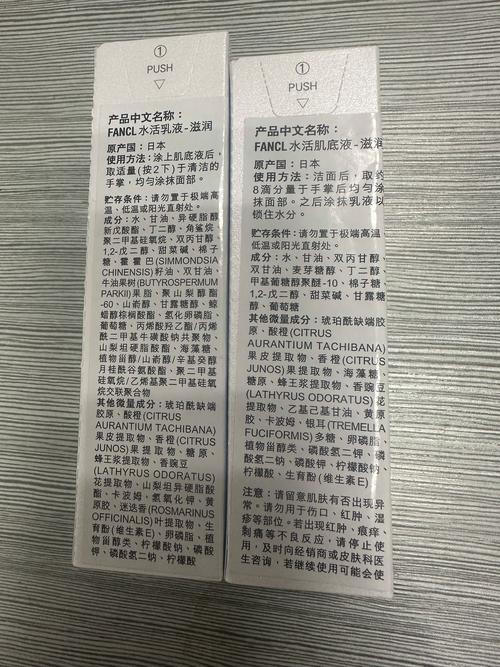 ①
PUSH
产品中文名称：
FANCL 水活乳液-滋润
原产国：日本
使用方法：涂上肌底液后，
取适量(按2下)于清洁的
手掌，均匀涂抹面部。
贮存条件：请勿置于极端高
温、低温或阳光直射处。
成分：水、甘油、异硬脂醇
新戊酸酯、丁二醇、角鲨烷
聚二甲基硅氧烷、双丙甘醇
1,2-戊二醇、甜菜碱、棉子
糖、霍霍巴(SIMMONDSIA
CHINENSIS)籽油、双甘油、
牛油果树(BUTYROSPERMUM
PARKII)果脂、聚山梨醇酯
-60、山嵛醇、甘露糖醇、鲸
蜡醇棕榈酸酯、氢化卵磷脂
葡萄糖、丙烯酸羟乙酯/丙烯
酰二甲基牛磺酸钠共聚物、
山梨坦硬脂酸酯、海藻糖、
植物甾醇/山嵛醇/辛基癸醇
月桂酰谷氨酸酯、聚二甲基
硅氧烷/乙烯基聚二甲基硅氧
烷交联聚合物
其他微量成分：琥珀酰缺端
胶原、酸橙(CITRUS
AURANTIUM TACHIBANA)
果皮提取物、香橙(CITRUS
JUNOS)果提取物、糖原、
蜂王浆提取物、香豌豆
(LATHYRUS ODORATUS)
花提取物、山梨坦异硬脂酸
酯、卡波姆、氢氧化钾、黄
原胶、迷迭香(ROSMARINUS
OFFICINALIS)叶提取物、生
育酚(维生素E)、卵磷脂、植
物甾醇类、柠檬酸钠、磷酸
钾、磷酸氢二钠、柠檬酸
①
PUSH
产品中文名称：
FANCL 水活肌底液-滋润
原产国：日本
使用方法：洁面后，取约
8滴分量于手掌后均匀涂
抹面部。之后涂抹乳液以
锁住水分。
贮存条件：请勿置于极端高温、
低温或阳光直射处。
成分：水、甘油、双丙甘醇、
双甘油、麦芽糖醇、丁二醇、
甲基葡糖醇聚醚-10、棉子糖
1,2-戊二醇、甜菜碱、甘露糖
醇、葡萄糖
其他微量成分：琥珀酰缺端胶
原、酸橙(CITRUS
AURANTIUM TACHIBANA)
果皮提取物、香橙(CITRUS
JUNOS)果提取物、海藻糖、
糖原、蜂王浆提取物、香豌豆
(LATHYRUS ODORATUS)花
提取物、乙基己基甘油、黄原
胶、卡波姆、银耳(TREMELLA
FUCIFORMIS)多糖、卵磷脂、
植物甾醇类、柠檬酸二钠、磷
酸氢二钠、磷酸钾、柠檬酸钠、
柠檬酸、生育酚(维生素E)
注意：请留意肌肤有否出现异
常。请勿用于伤口、红肿、湿
疹等部位。若出现红肿、瘙痒、
刺痛等不良反应，请停止使
用，及时向经销商或皮肤科医
生咨询，若继续使用可能会使